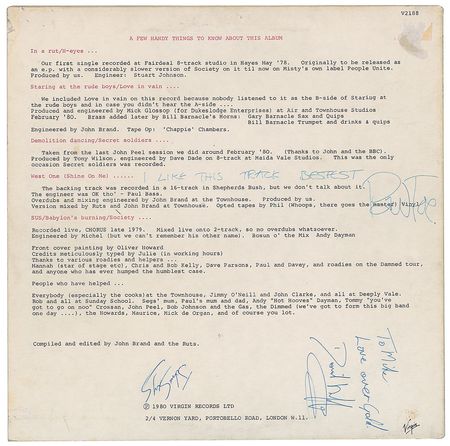 V2188
A FEW HANDY THINGS TO KNOW ABOUT THIS ALBUM
In a rut/H-eyes ...
Our first single recorded at Fairdeal 8-track studio in Hayes May '78. Originally to be released as
an e.p. with a considerably slower version of Society on it til now on Misty's own label People Unite.
Produced by us. Engineer: Stuart Johnson.
Staring at the rude boys/Love in vain ....
We included Love in vain on this record because nobody listened to it as the B-side of Staring at
the rude boys and in case you didn't hear the A-side ....
Produced and engineered by Mick Glossop (for Dukeslodge Enterprises) at Air and Townhouse Studios
February '80. Brass added later by Bill Barnacle's Horns: Gary Barnacle Sax and Quips
Bill Barnacle Trumpet and drinks & quips
Engineered by John Brand. Tape Op: 'Chappie' Chambers.
Demolition dancing/Secret soldiers ....
Taken from the last John Peel session we did around February '80. (Thanks to John and the BBC).
Produced by Tony Wilson, engineered by Dave Dade on 8-track at Maida Vale Studios. This was the only
occasion Secret soldiers was recorded.
West One (Shine On Me) ......
I LIKE THIS TRACK BESTEST
The backing track was recorded in a 16-track in Shepherds Bush, but we don't talk about it.
The engineer was OK tho' - Paul Bass.
Overdubs and mixing engineered by John Brand at the Townhouse. Produced by us.
Version mixed by Ruts and John Brand at Townhouse. Opted tapes by Phil (Whoops, there goes the master) Vinyl
SUS/Babylon's burning/Society ....
Recorded live, CHORUS late 1979. Mixed live onto 2-track, so no overdubs whatsoever.
Engineered by Michel (but we can't remember his other name). Bosun o' the Mix Andy Dayman
Front cover painting by Oliver Howard
Credits meticulously typed by Julie (in working hours)
Thanks to various roadies and helpers ...
Hannah (star of stage etc), Chris and Rob Kelly, Dave Parsons, Paul and Davey, and roadies on the Damned tour,
and anyone who has ever humped the humblest case.
People who have helped ...
Everybody (especially the cooks) at the Townhouse, Jimmy O'Neil and John Clarke, and all at Deeply Vale.
Bob and all at Sunday School. Segs' mum, Paul's mum and dad, Andy "Hot Hooves" Dayman, Tommy "you've
got to go on noo" Crossan, John Peel, Bob Johnson and the Gas, the Dimmed (we've got to form this big band
one day ....), the Howards, Maurice, Mick de Organ, and of course you lot.
Compiled and edited by John Brand and the Ruts.
To Mike
Love over Gold
℗ 1980 VIRGIN RECORDS LTD
2/4 VERNON YARD, PORTOBELLO ROAD, LONDON W.11.
Virgin